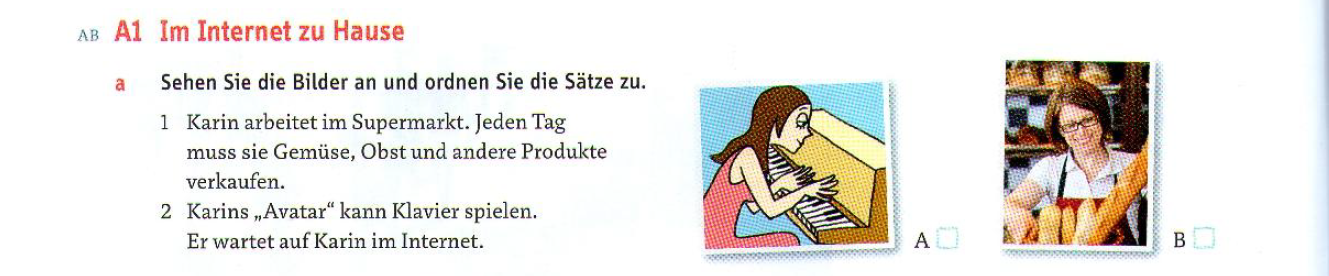 AB A1 Im Internet zu Hause
a Sehen Sie die Bilder an und ordnen Sie die Sätze zu.
1 Karin arbeitet im Supermarkt. Jeden Tag
muss sie Gemüse, Obst und andere Produkte
verkaufen.
2 Karins „Avatar“ kann Klavier spielen.
Er wartet auf Karin im Internet.
A
B